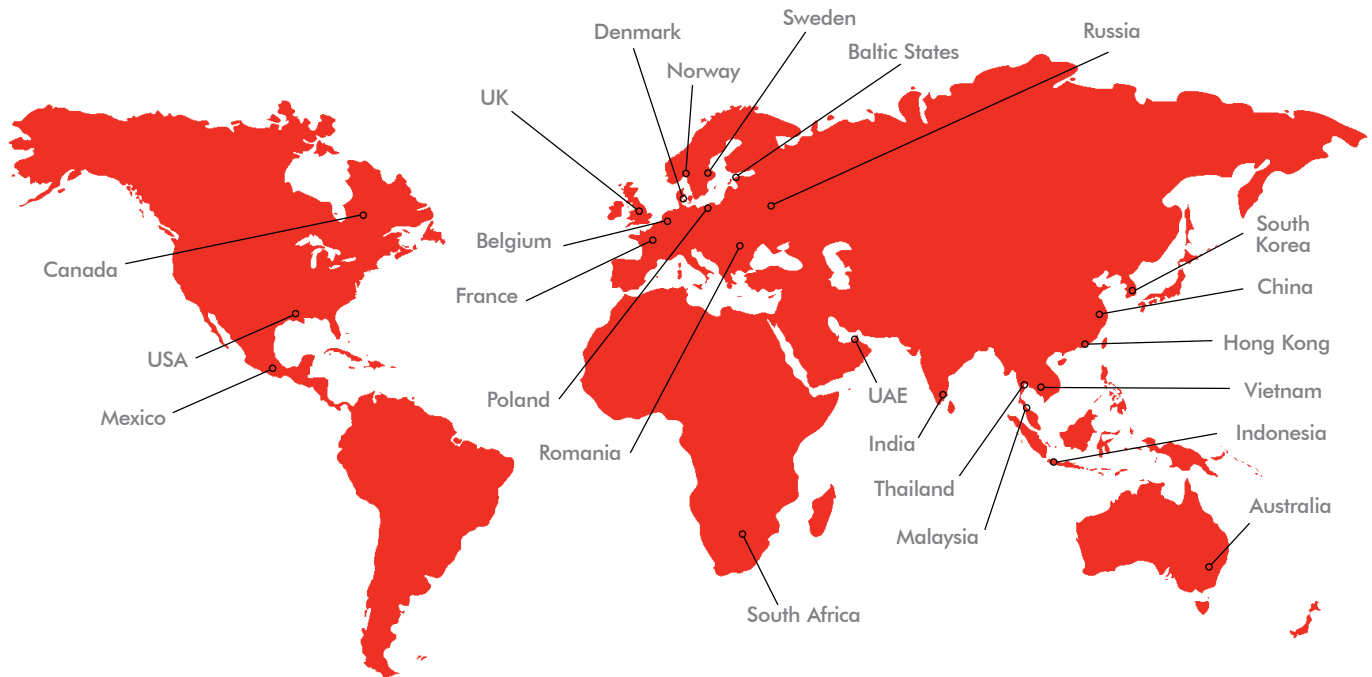 Sweden
Denmark
Russia
Baltic States
Norway
UK
South
Korea
Belgium
Canada
China
France
Hong Kong
USA
Vietnam
UAE
Poland
Mexico
Indonesia
India
Romania
Thailand
Australia
Malaysia
South Africa